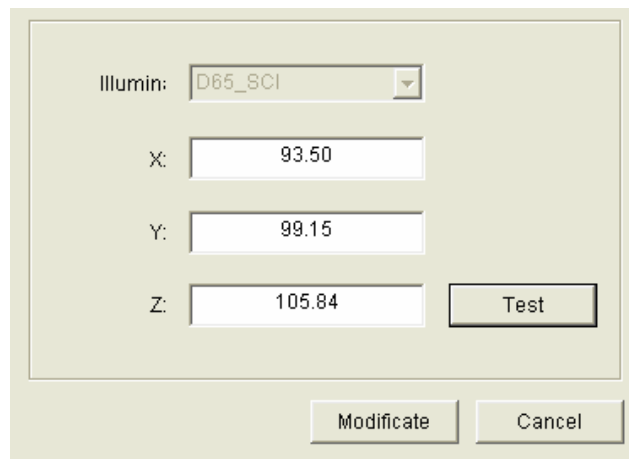 Illumin: D65_SCI
X: 93.50
Y: 99.15
Z: 105.84 Test
Modificate Cancel